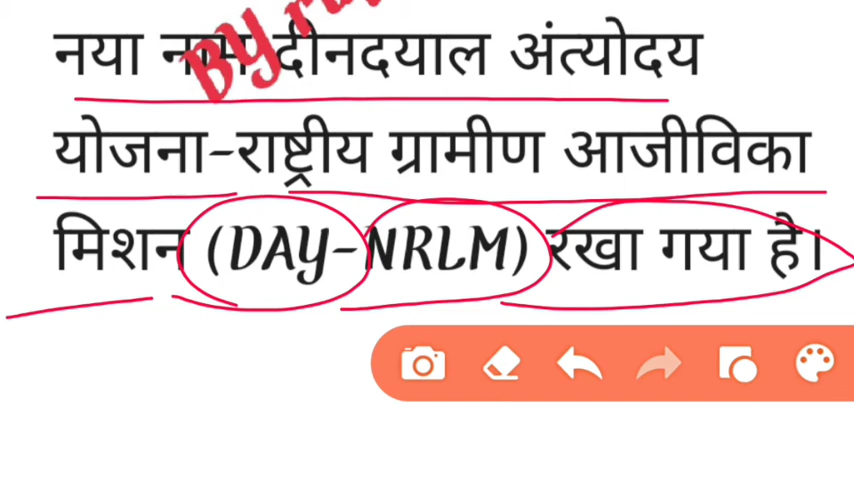 नया नाम दीनदयाल अंत्योदय
योजना-राष्ट्रीय ग्रामीण आजीविका
मिशन (DAY-NRLM) रखा गया है।
BY